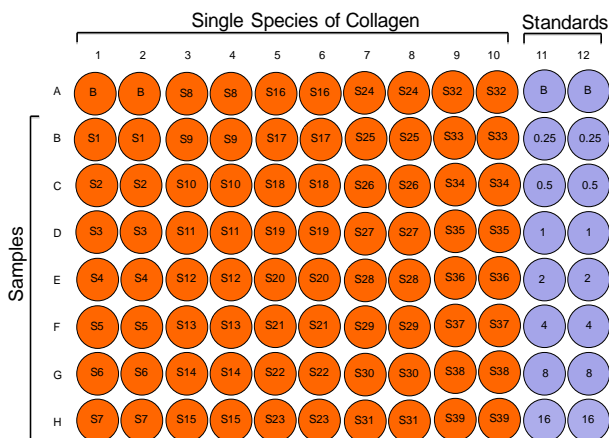 Single Species of Collagen Standards
1 2 3 4 5 6 7 8 9 10 11 12
A B B S8 S8 S16 S16 S24 S24 S32 S32 B B
B S1 S1 S9 S9 S17 S17 S25 S25 S33 S33 0.25 0.25
C S2 S2 S10 S10 S18 S18 S26 S26 S34 S34 0.5 0.5
D S3 S3 S11 S11 S19 S19 S27 S27 S35 S35 1 1
E S4 S4 S12 S12 S20 S20 S28 S28 S36 S36 2 2
F S5 S5 S13 S13 S21 S21 S29 S29 S37 S37 4 4
G S6 S6 S14 S14 S22 S22 S30 S30 S38 S38 8 8
H S7 S7 S15 S15 S23 S23 S31 S31 S39 S39 16 16
Samples